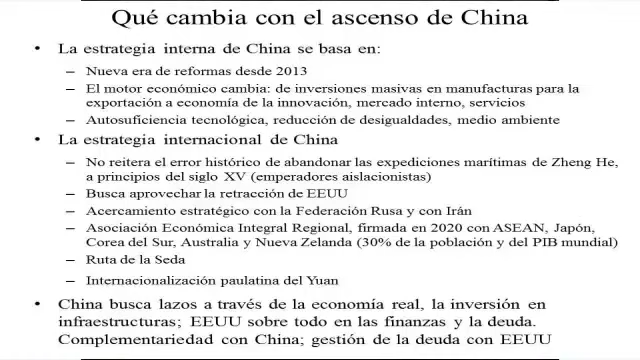 Qué cambia con el ascenso de China
• La estrategia interna de China se basa en:
– Nueva era de reformas desde 2013
– El motor económico cambia: de inversiones masivas en manufacturas para la
exportación a economía de la innovación, mercado interno, servicios
– Autosuficiencia tecnológica, reducción de desigualdades, medio ambiente
• La estrategia internacional de China
– No reitera el error histórico de abandonar las expediciones marítimas de Zheng He,
a principios del siglo XV (emperadores aislacionistas)
– Busca aprovechar la retracción de EEUU
– Acercamiento estratégico con la Federación Rusa y con Irán
– Asociación Económica Integral Regional, firmada en 2020 con ASEAN, Japón,
Corea del Sur, Australia y Nueva Zelanda (30% de la población y del PIB mundial)
– Ruta de la Seda
– Internacionalización paulatina del Yuan
• China busca lazos a través de la economía real, la inversión en
infraestructuras; EEUU sobre todo en las finanzas y la deuda.
Complementariedad con China; gestión de la deuda con EEUU